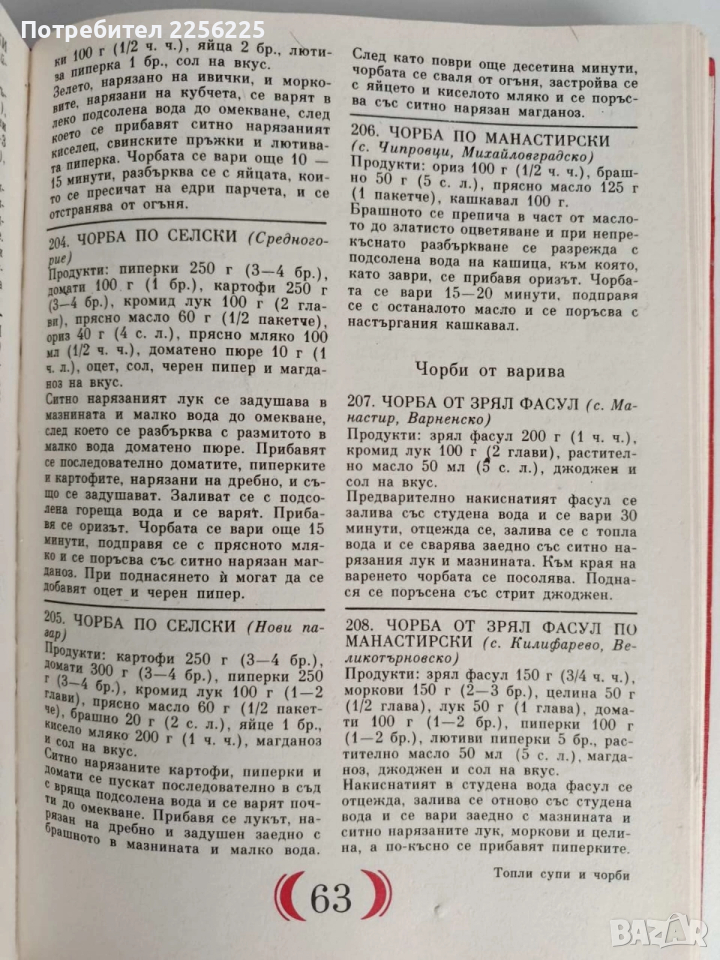 Потребител 2256225
ки 100 г (1/2 ч. ч.), яйца 2 бр., люти-
ва пиперка 1 бр., сол на вкус.
Зелето, нарязано на ивички, и морко-
вите, нарязани на кубчета, се варят в
леко подсолена вода до омекване, след
което се прибавят ситно нарязаният
киселец, свинските пръжки и лютива-
та пиперка. Чорбата се вари още 10 —
15 минути, разбърква се с яйцата, кои-
то се пресичат на едри парчета, и се
отстранява от огъня.
204. ЧОРБА ПО СЕЛСКИ (Средного-
рие)
Продукти: пиперки 250 г (3—4 бр.),
домати 100 г (1 бр.), картофи 250 г
(3—4 бр.), кромид лук 100 г (2 гла-
ви), прясно масло 60 г (1/2 пакетче),
ориз 40 г (4 с. л.), прясно мляко 100
мл (1/2 ч. ч.), доматено пюре 10 г (1
ч. л.), оцет, сол, черен пипер и магда-
ноз на вкус.
Ситно нарязаният лук се задушава в
мазнината и малко вода до омекване,
след което се разбърква с размитото в
малко вода доматено пюре. Прибавят
се последователно доматите, пиперките
и картофите, нарязани на дребно, и съ-
що се задушават. Заливат се с подсо-
лена гореща вода и се варят. Приба-
вя се оризът. Чорбата се вари още 15
минути, подправя се с прясното мля-
ко и се поръсва със ситно нарязан маг-
даноз. При поднасянето ѝ могат да се
добавят оцет и черен пипер.
205. ЧОРБА ПО СЕЛСКИ (Нови па-
зар)
Продукти: картофи 250 г (3—4 бр.),
домати 300 г (3—4 бр.), пиперки 250
г (3—4 бр.), кромид лук 100 г (1—2
глави), прясно масло 60 г (1/2 пакет-
че), брашно 20 г (2 с. л.), яйце 1 бр.,
кисело мляко 200 г (1 ч. ч.), магданоз
и сол на вкус.
Ситно нарязаните картофи, пиперки и
домати се пускат последователно в съд
с вряща подсолена вода и се варят поч-
ти до омекване. Прибавя се лукът, на-
рязан на дребно и задушен заедно с
брашното в мазнината и малко вода.
След като поври още десетина минути,
чорбата се сваля от огъня, застройва се
с яйцето и киселото мляко и се поръс-
ва със ситно нарязан магданоз.
206. ЧОРБА ПО МАНАСТИРСКИ
(с. Чипровци, Михайловградско)
Продукти: ориз 100 г (1/2 ч. ч.), браш-
но 50 г (5 с. л.), прясно масло 125 г
(1 пакетче), кашкавал 100 г.
Брашното се препича в част от масло-
то до златисто оцветяване и при непре-
къснато разбъркване се разрежда с
подсолена вода на кашица, към която,
като заври, се прибавя оризът. Чорба-
та се вари 15—20 минути, подправя
се с останалото масло и се поръсва с
настъргания кашкавал.
Чорби от варива
207. ЧОРБА ОТ ЗРЯЛ ФАСУЛ (с. Ма-
настир, Варненско)
Продукти: зрял фасул 200 г (1 ч. ч.),
кромид лук 100 г (2 глави), растител-
но масло 50 мл (5 с. л.), джоджен и
сол на вкус.
Предварително накиснатият фасул се
залива със студена вода и се вари 30
минути, отцежда се, залива се с топла
вода и се сварява заедно със ситно на-
рязания лук и мазнината. Към края на
варенето чорбата се посолява. Подна-
ся се поръсена със стрит джоджен.
208. ЧОРБА ОТ ЗРЯЛ ФАСУЛ ПО
МАНАСТИРСКИ (с. Килифарево, Ве-
ликотърновско)
Продукти: зрял фасул 150 г (3/4 ч. ч.),
моркови 150 г (2—3 бр.), целина 50 г
(1/2 глава), лук 50 г (1 глава), дома-
ти 100 г (1—2 бр.), пиперки 100 г
(1—2 бр.), лютиви пиперки 5 бр., рас-
тително масло 50 мл (5 с. л.), магда-
ноз, джоджен и сол на вкус.
Накиснатият в студена вода фасул се
отцежда, залива се отново със студена
вода и се вари заедно с мазнината и
ситно нарязаните лук, моркови и цели-
на, а по-късно се прибавят пиперките.
Топли супи и чорби
63
BAZAR